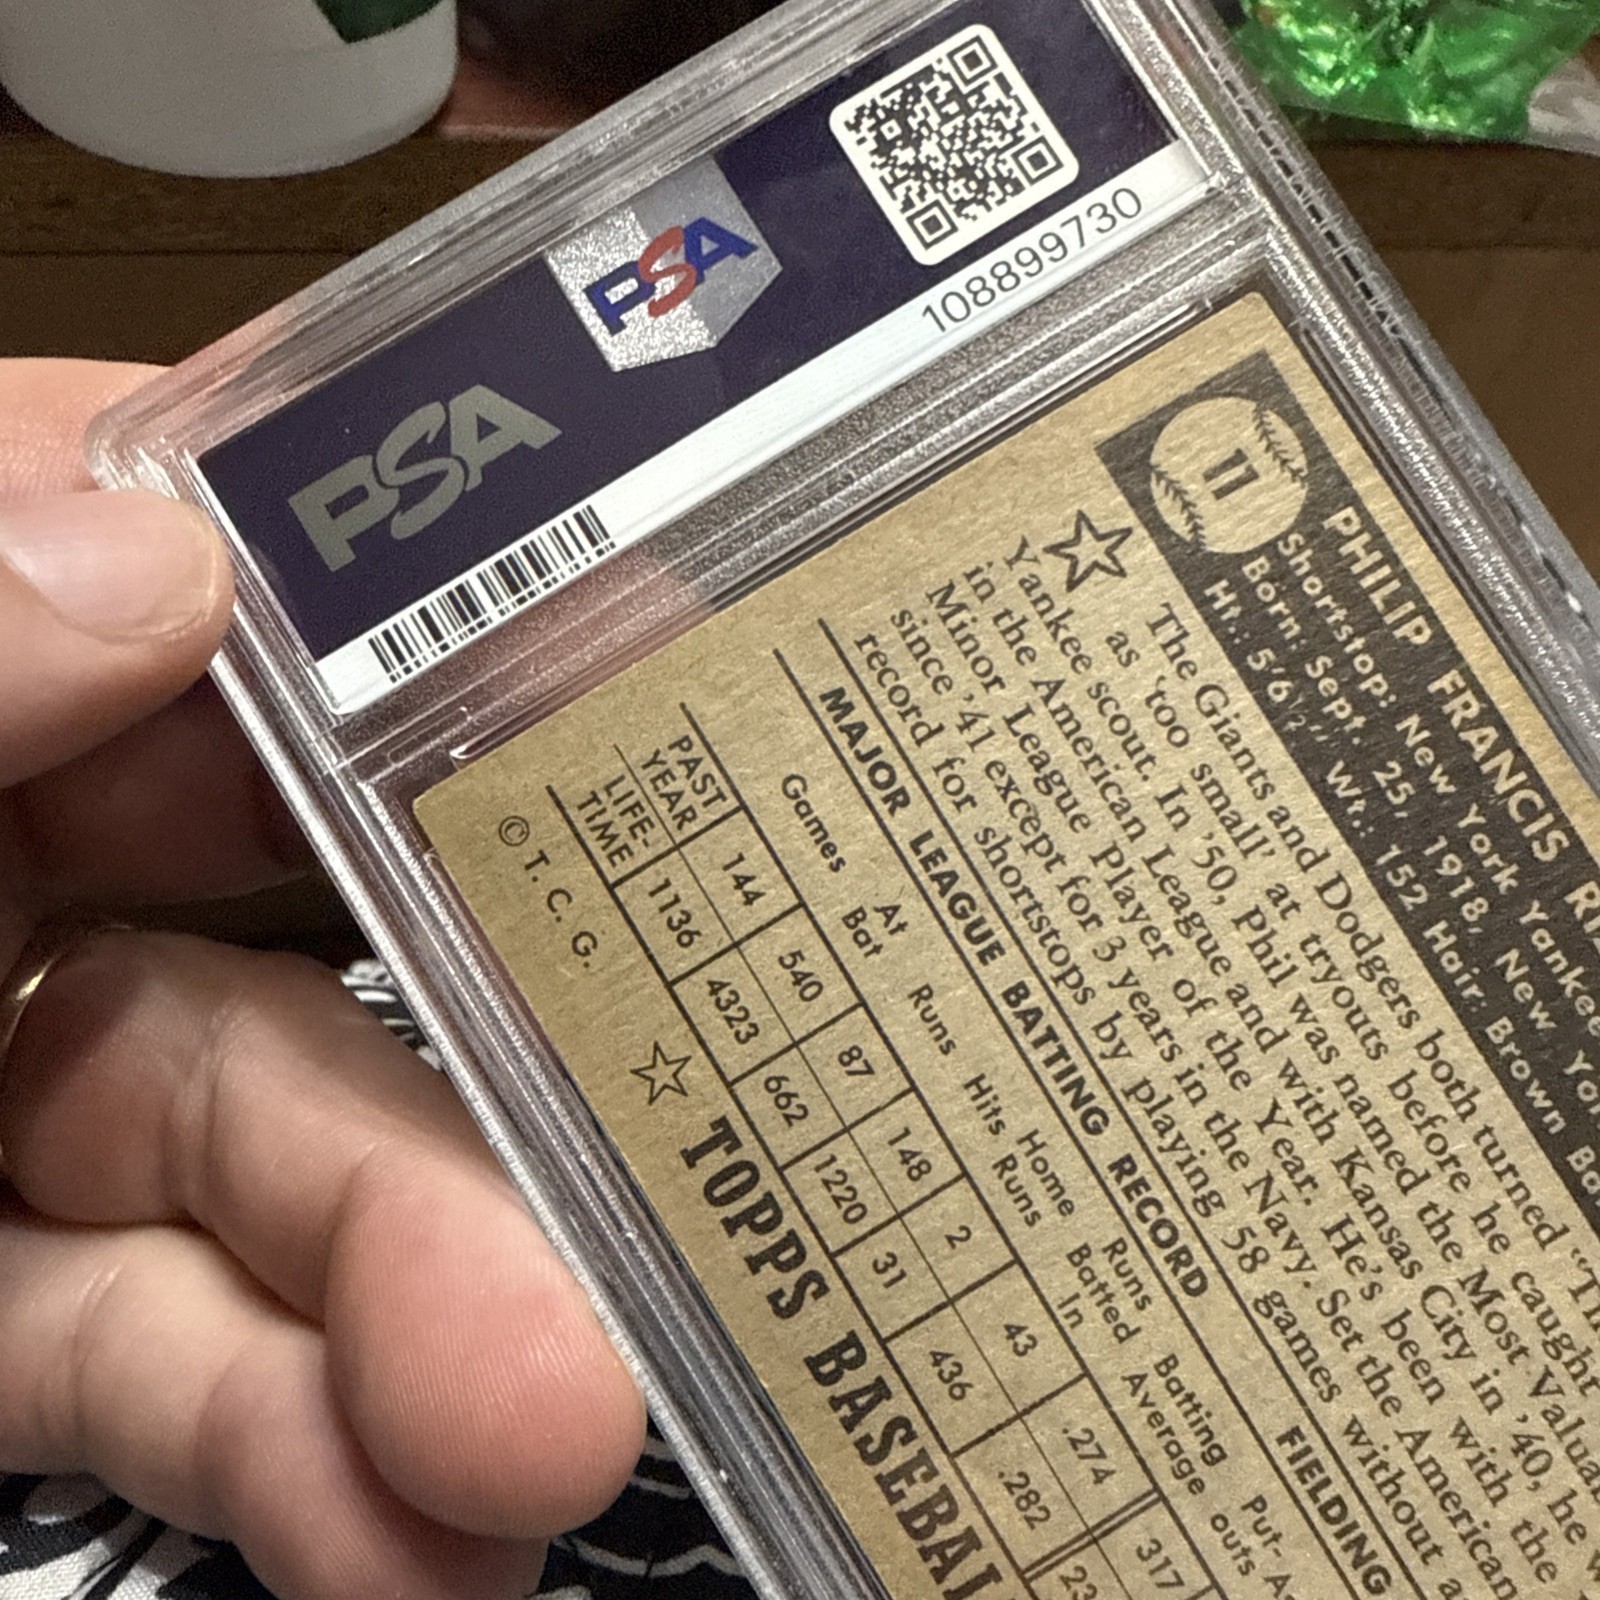 PSA
PSA
108899730
11
PHILIP FRANCIS
Shortstop: New York Yankee
Born: Sept. 25, 1918, New
Ht.: 5'6½", Wt.: 152 Hair: Brown
The Giants and Dodgers both turned
as 'too small' at tryouts before he caught
Yankee scout. In '50, Phil was named the Most
in the American League and with Kansas City in '40, he
Minor League Player of the Year. He's been with the
since '41 except for 3 years in the Navy. Set the American
record for shortstops by playing 58 games without
MAJOR LEAGUE BATTING RECORD FIELDING
Games At Bat Runs Hits Home Runs Runs Batted In Batting Average Put-outs
PAST YEAR 144 540 87 148 2 43 .274 317
LIFE-TIME 1136 4323 662 1220 31 436 .282
© T. C. G. TOPPS